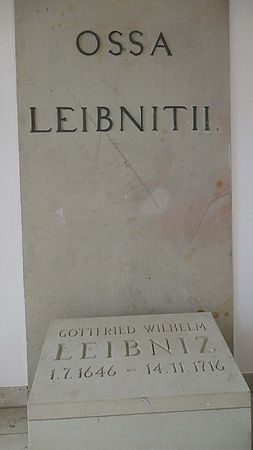 OSSA
LEIBNITII.
GOTTFRIED WILHELM
LEIBNIZ
1.7.1646 - 14.11.1716